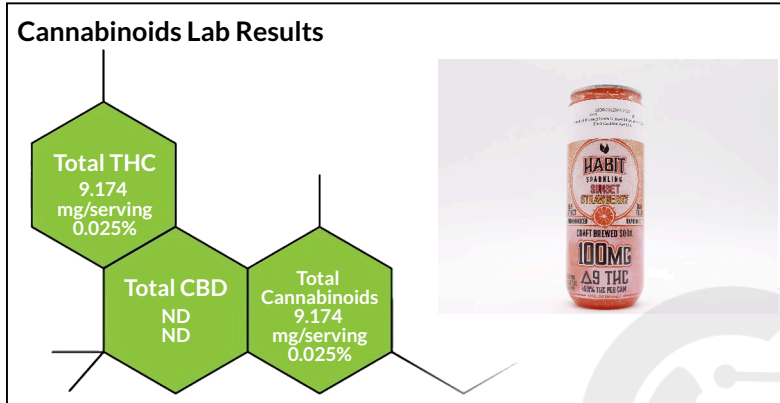 Cannabinoids Lab Results
Total THC
9.174
mg/serving
0.025%
Total CBD
ND
ND
Total
Cannabinoids
9.174
mg/serving
0.025%
HABIT
SPARKLING
SUNSET
STRAWBERRY
CRAFT BREWED SODA
100MG
Δ9 THC